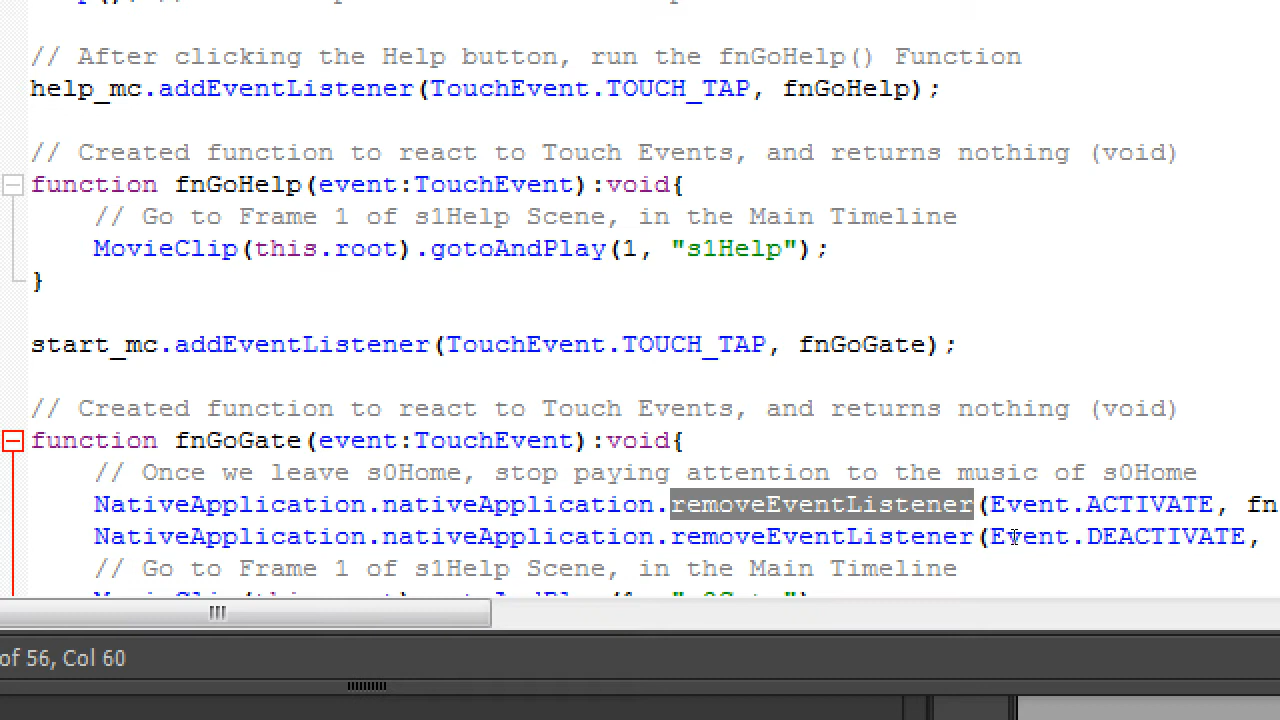 // After clicking the Help button, run the fnGoHelp() Function
help_mc.addEventListener(TouchEvent.TOUCH_TAP, fnGoHelp);
// Created function to react to Touch Events, and returns nothing (void)
function fnGoHelp(event:TouchEvent):void{
// Go to Frame 1 of s1Help Scene, in the Main Timeline
MovieClip(this.root).gotoAndPlay(1, "s1Help");
}
start_mc.addEventListener(TouchEvent.TOUCH_TAP, fnGoGate);
// Created function to react to Touch Events, and returns nothing (void)
function fnGoGate(event:TouchEvent):void{
// Once we leave s0Home, stop paying attention to the music of s0Home
NativeApplication.nativeApplication.removeEventListener(Event.ACTIVATE, fn
NativeApplication.nativeApplication.removeEventListener(Event.DEACTIVATE,
// Go to Frame 1 of s1Help Scene, in the Main Timeline
of 56, Col 60